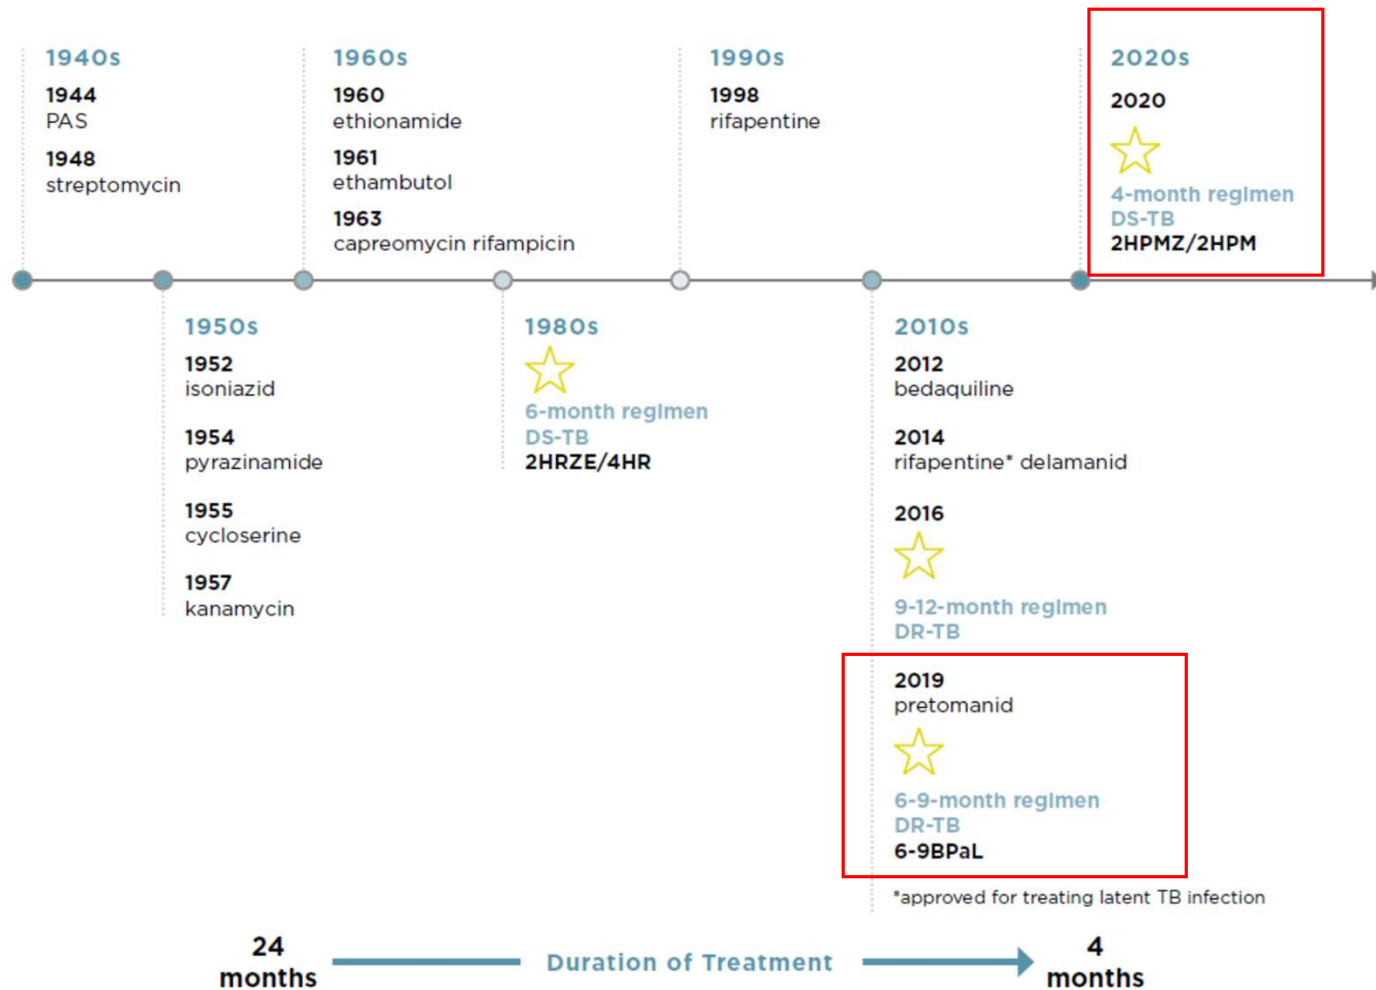 1940s
1944
PAS
1948
streptomycin
1950s
1952
isoniazid
1954
pyrazinamide
1955
cycloserine
1957
kanamycin
1960s
1960
ethionamide
1961
ethambutol
1963
capreomycin rifampicin
1980s
6-month regimen
DS-TB
2HRZE/4HR
1990s
1998
rifapentine
2010s
2012
bedaquiline
2014
rifapentine* delamanid
2016
9-12-month regimen
DR-TB
2019
pretomanid
6-9-month regimen
DR-TB
6-9BPaL
*approved for treating latent TB infection
2020s
2020
4-month regimen
DS-TB
2HPMZ/2HPM
24
months
Duration of Treatment
4
months